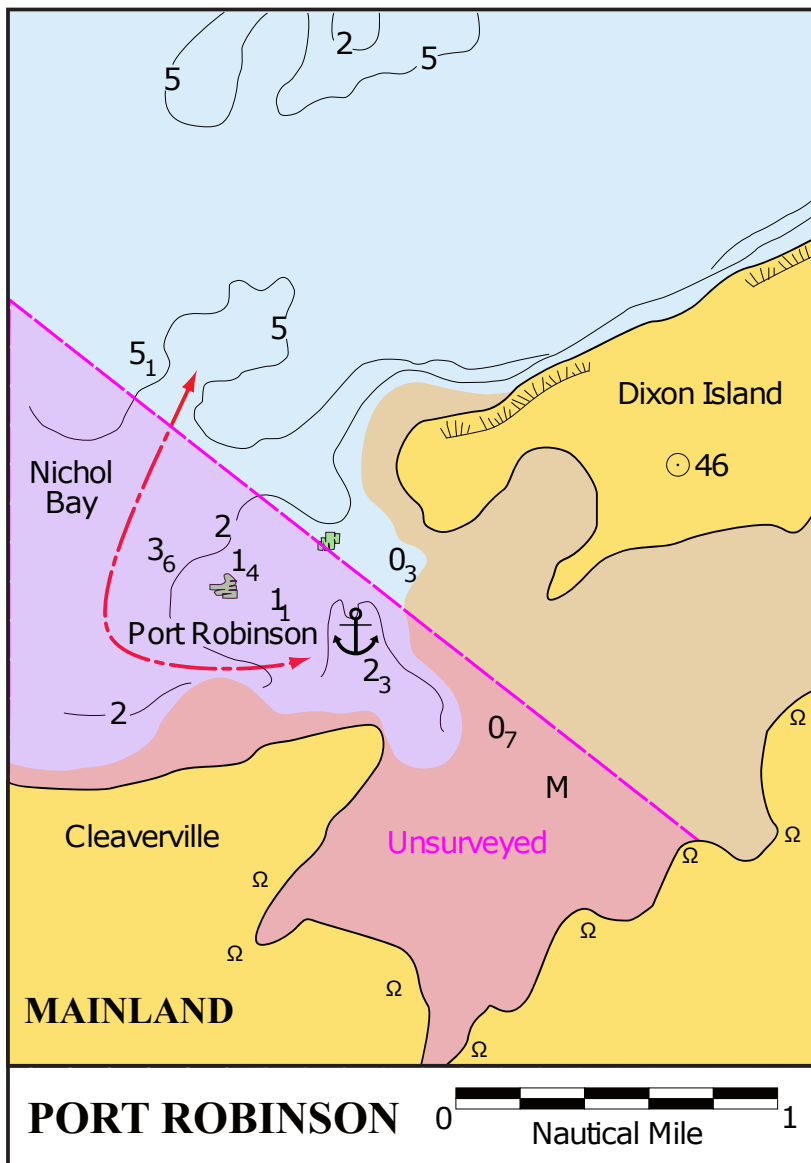 2
5
5
5
5₁
Dixon Island
46
Nichol
Bay
2
3₆
1₄
0₃
1₁
Port Robinson
2₃
2
0₇
M
Cleaverville
Unsurveyed
Ω
Ω
Ω
Ω
Ω
Ω
Ω
Ω
Ω
MAINLAND
PORT ROBINSON
0
1
Nautical Mile